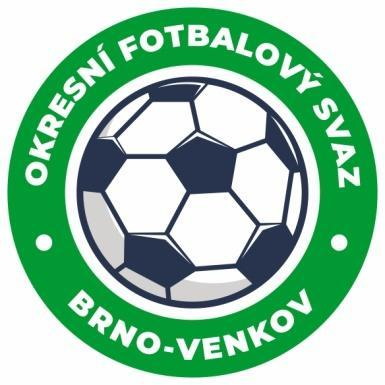 OKRESNÍ FOTBALOVÝ SVAZ
BRNO-VENKOV